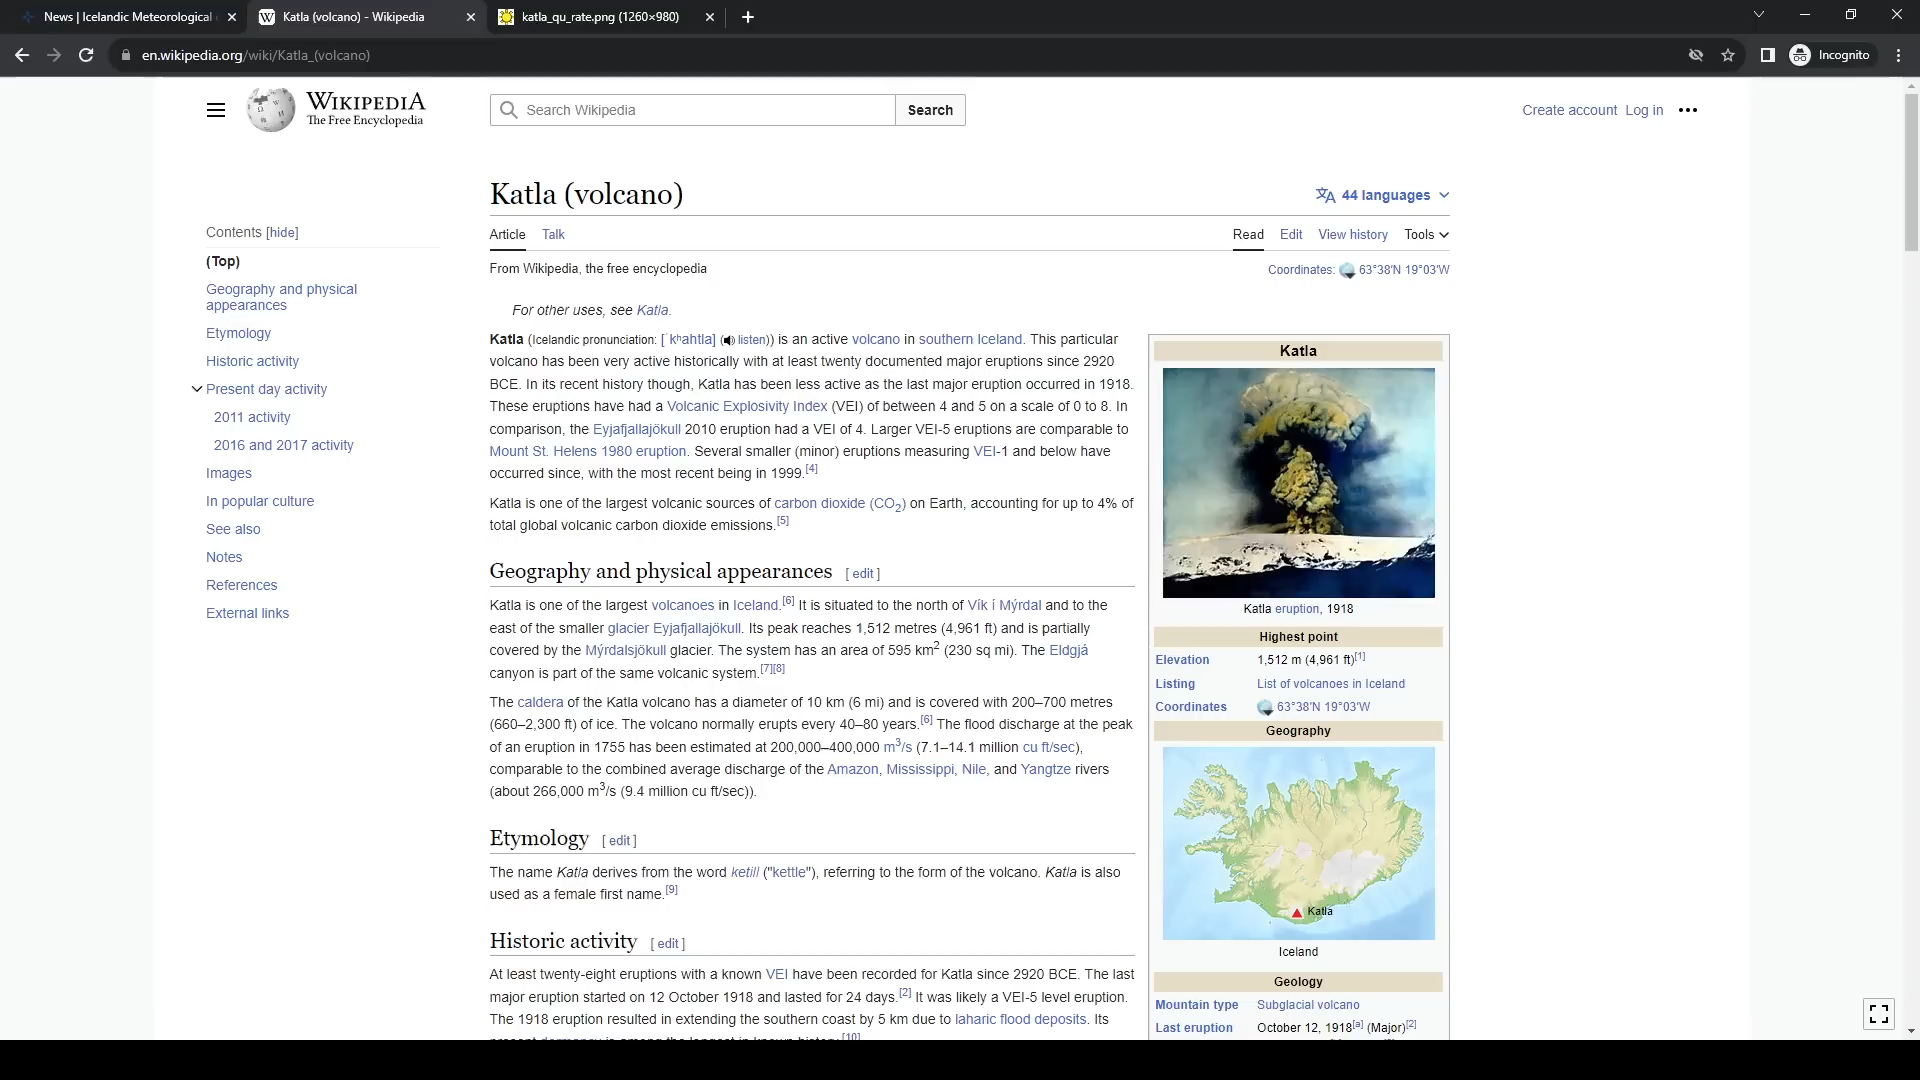 News | Icelandic Meteorological
Katla (volcano) - Wikipedia
katla_qu_rate.png (1260×980)
en.wikipedia.org/wiki/Katla_(volcano)
Incognito
WIKIPEDIA
The Free Encyclopedia
Search Wikipedia
Search
Create account Log in
Katla (volcano)
44 languages
Article Talk
Read Edit View history Tools
From Wikipedia, the free encyclopedia
Coordinates: 63°38′N 19°03′W
Contents [hide]
(Top)
Geography and physical
appearances
Etymology
Historic activity
Present day activity
2011 activity
2016 and 2017 activity
Images
In popular culture
See also
Notes
References
External links
For other uses, see Katla.
Katla (Icelandic pronunciation: [ˈkʰahtla] (listen)) is an active volcano in southern Iceland. This particular
volcano has been very active historically with at least twenty documented major eruptions since 2920
BCE. In its recent history though, Katla has been less active as the last major eruption occurred in 1918.
These eruptions have had a Volcanic Explosivity Index (VEI) of between 4 and 5 on a scale of 0 to 8. In
comparison, the Eyjafjallajökull 2010 eruption had a VEI of 4. Larger VEI-5 eruptions are comparable to
Mount St. Helens 1980 eruption. Several smaller (minor) eruptions measuring VEI-1 and below have
occurred since, with the most recent being in 1999.[4]
Katla is one of the largest volcanic sources of carbon dioxide (CO2) on Earth, accounting for up to 4% of
total global volcanic carbon dioxide emissions.[5]
Geography and physical appearances [ edit ]
Katla is one of the largest volcanoes in Iceland.[6] It is situated to the north of Vík í Mýrdal and to the
east of the smaller glacier Eyjafjallajökull. Its peak reaches 1,512 metres (4,961 ft) and is partially
covered by the Mýrdalsjökull glacier. The system has an area of 595 km2 (230 sq mi). The Eldgjá
canyon is part of the same volcanic system.[7][8]
The caldera of the Katla volcano has a diameter of 10 km (6 mi) and is covered with 200–700 metres
(660–2,300 ft) of ice. The volcano normally erupts every 40–80 years.[6] The flood discharge at the peak
of an eruption in 1755 has been estimated at 200,000–400,000 m3/s (7.1–14.1 million cu ft/sec),
comparable to the combined average discharge of the Amazon, Mississippi, Nile, and Yangtze rivers
(about 266,000 m3/s (9.4 million cu ft/sec)).
Etymology [ edit ]
The name Katla derives from the word ketill ("kettle"), referring to the form of the volcano. Katla is also
used as a female first name.[9]
Historic activity [ edit ]
At least twenty-eight eruptions with a known VEI have been recorded for Katla since 2920 BCE. The last
major eruption started on 12 October 1918 and lasted for 24 days.[2] It was likely a VEI-5 level eruption.
The 1918 eruption resulted in extending the southern coast by 5 km due to laharic flood deposits. Its
present dormancy is among the longest in known history.[10]
Katla
Katla eruption, 1918
Highest point
Elevation 1,512 m (4,961 ft)[1]
Listing List of volcanoes in Iceland
Coordinates 63°38′N 19°03′W
Geography
Katla
Iceland
Geology
Mountain type Subglacial volcano
Last eruption October 12, 1918[a] (Major)[2]